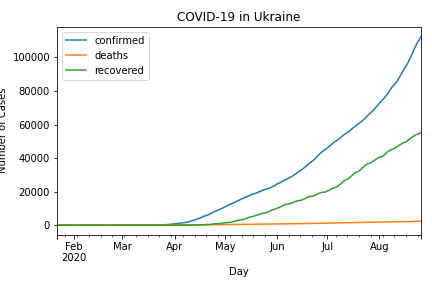 COVID-19 in Ukraine
confirmed
deaths
recovered
100000
80000
60000
40000
20000
0
Number of Cases
Feb Mar Apr May Jun Jul Aug
2020
Day